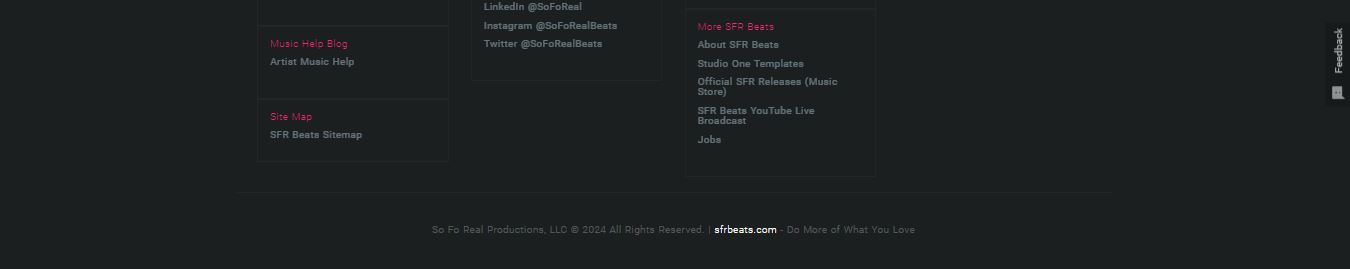 Music Help Blog
Artist Music Help
Site Map
SFR Beats Sitemap
LinkedIn @SoFoReal
Instagram @SoFoRealBeats
Twitter @SoFoRealBeats
More SFR Beats
About SFR Beats
Studio One Templates
Official SFR Releases (Music
Store)
SFR Beats YouTube Live
Broadcast
Jobs
Feedback
So Fo Real Productions, LLC © 2024 All Rights Reserved. | sfrbeats.com - Do More of What You Love